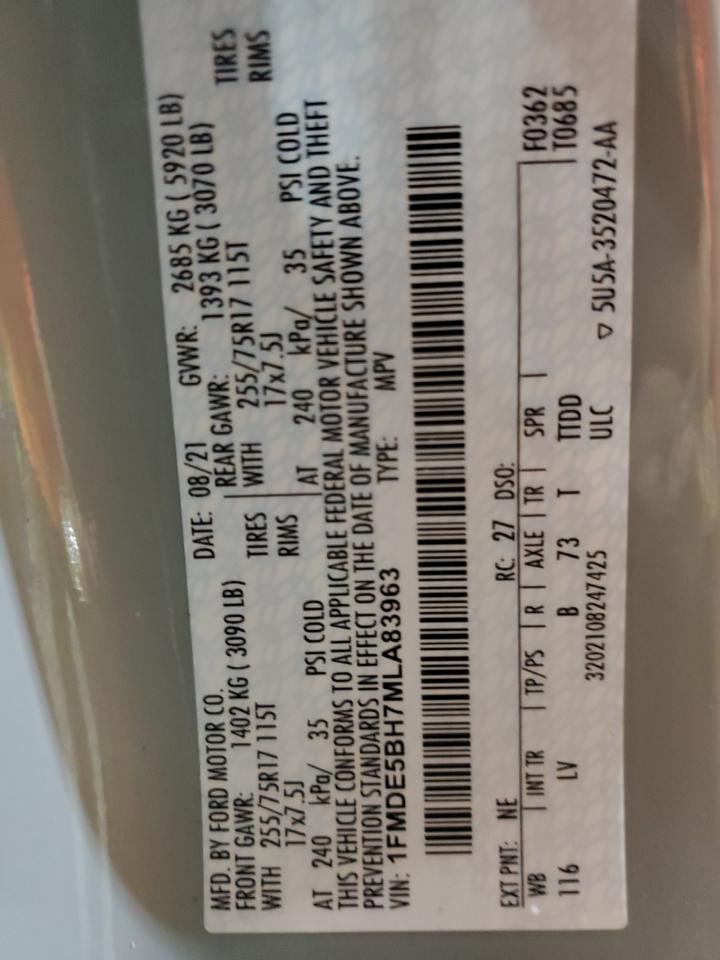 MFD. BY FORD MOTOR CO. DATE: 08/21 GVWR: 2685 KG ( 5920 LB)
FRONT GAWR: 1402 KG ( 3090 LB) REAR GAWR: 1393 KG ( 3070 LB)
WITH 255/75R17 115T TIRES WITH 255/75R17 115T TIRES
17x7.5J RIMS 17x7.5J RIMS
AT 240 kPa/ 35 PSI COLD AT 240 kPa/ 35 PSI COLD
THIS VEHICLE CONFORMS TO ALL APPLICABLE FEDERAL MOTOR VEHICLE SAFETY AND THEFT
PREVENTION STANDARDS IN EFFECT ON THE DATE OF MANUFACTURE SHOWN ABOVE.
VIN: 1FMDE5BH7MLA83963 TYPE: MPV
EXT PNT: NE RC: 27 DSO:
WB INT TR TP/PS R AXLE TR SPR F0362
116 LV B 73 T TTDD T0685
3202108247425 ULC ▽ 5U5A-3520472-AA